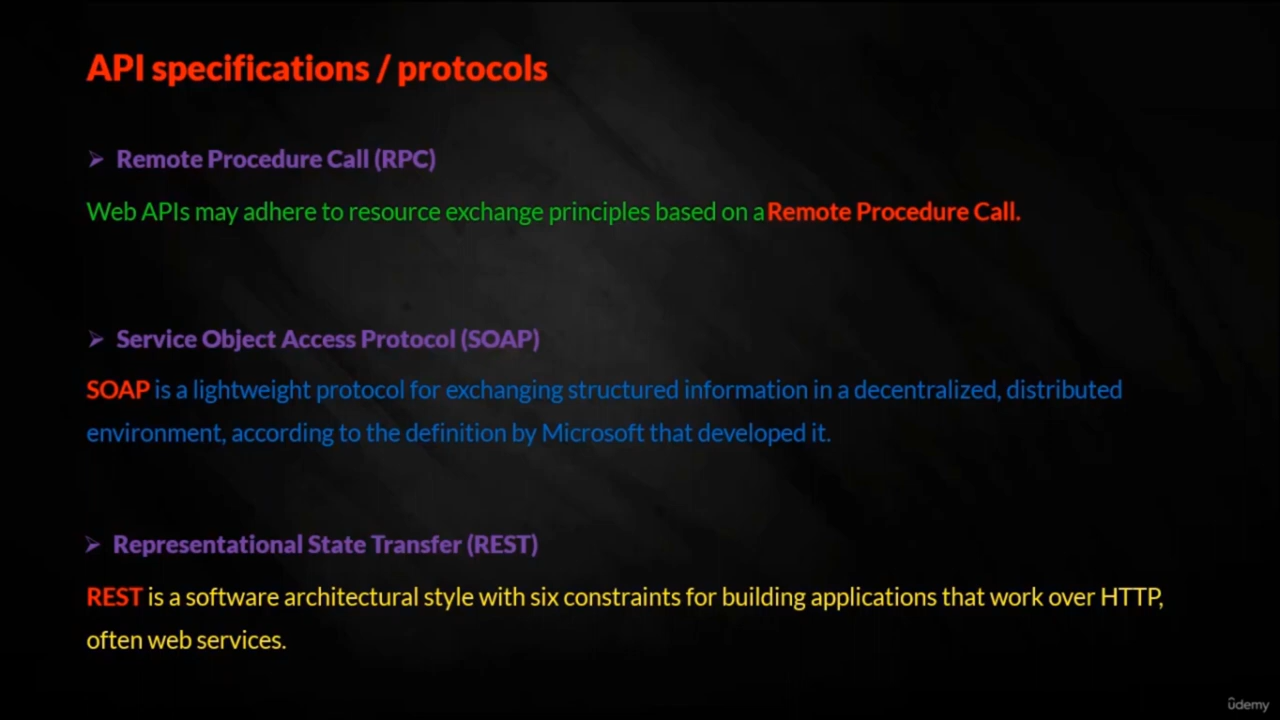 API specifications / protocols
➢ Remote Procedure Call (RPC)
Web APIs may adhere to resource exchange principles based on a Remote Procedure Call.
➢ Service Object Access Protocol (SOAP)
SOAP is a lightweight protocol for exchanging structured information in a decentralized, distributed
environment, according to the definition by Microsoft that developed it.
➢ Representational State Transfer (REST)
REST is a software architectural style with six constraints for building applications that work over HTTP,
often web services.
ûdemy